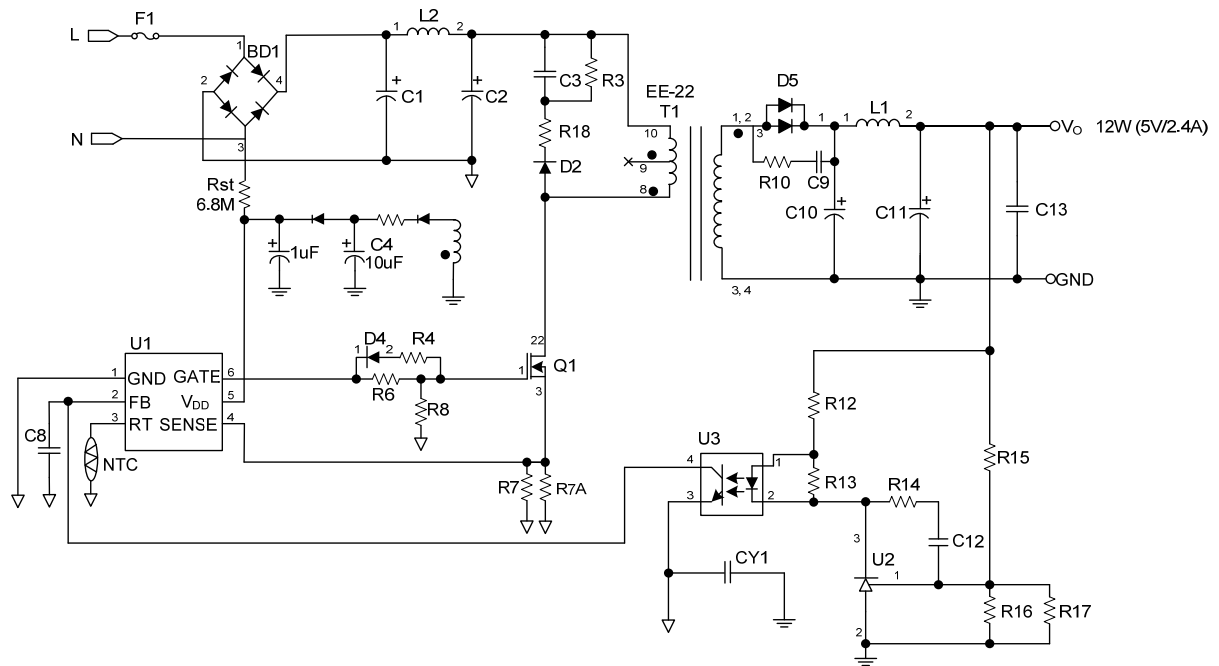 L F1 L2
1 BD1 1 2
2 4 C1 C2 C3 R3
N 3 R18 D2
Rst
6.8M
1uF C4
10uF
EE-22
T1
10
9
8
D5
1, 2 3 1 1 L1 2
R10 C9
C10 C11 C13
VO 12W (5V/2.4A)
3, 4
GND
U1
1 GND GATE 6
2 FB VDD 5
3 RT SENSE 4
C8 NTC
D4 R4
1 2
R6
R8
22
1 Q1
3
R7 R7A
U3
4 1
3 2
R12
R13
R14
R15
C12
CY1
3 U2
1
2
R16 R17